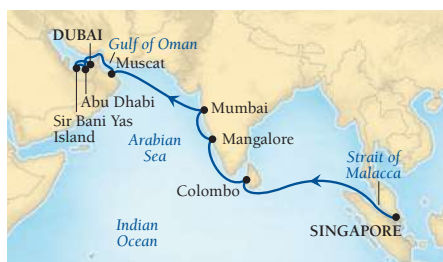 DUBAI
Gulf of Oman
Muscat
Abu Dhabi
Sir Bani Yas
Island
Mumbai
Arabian
Sea
Mangalore
Strait of
Malacca
Colombo
Indian
Ocean
SINGAPORE